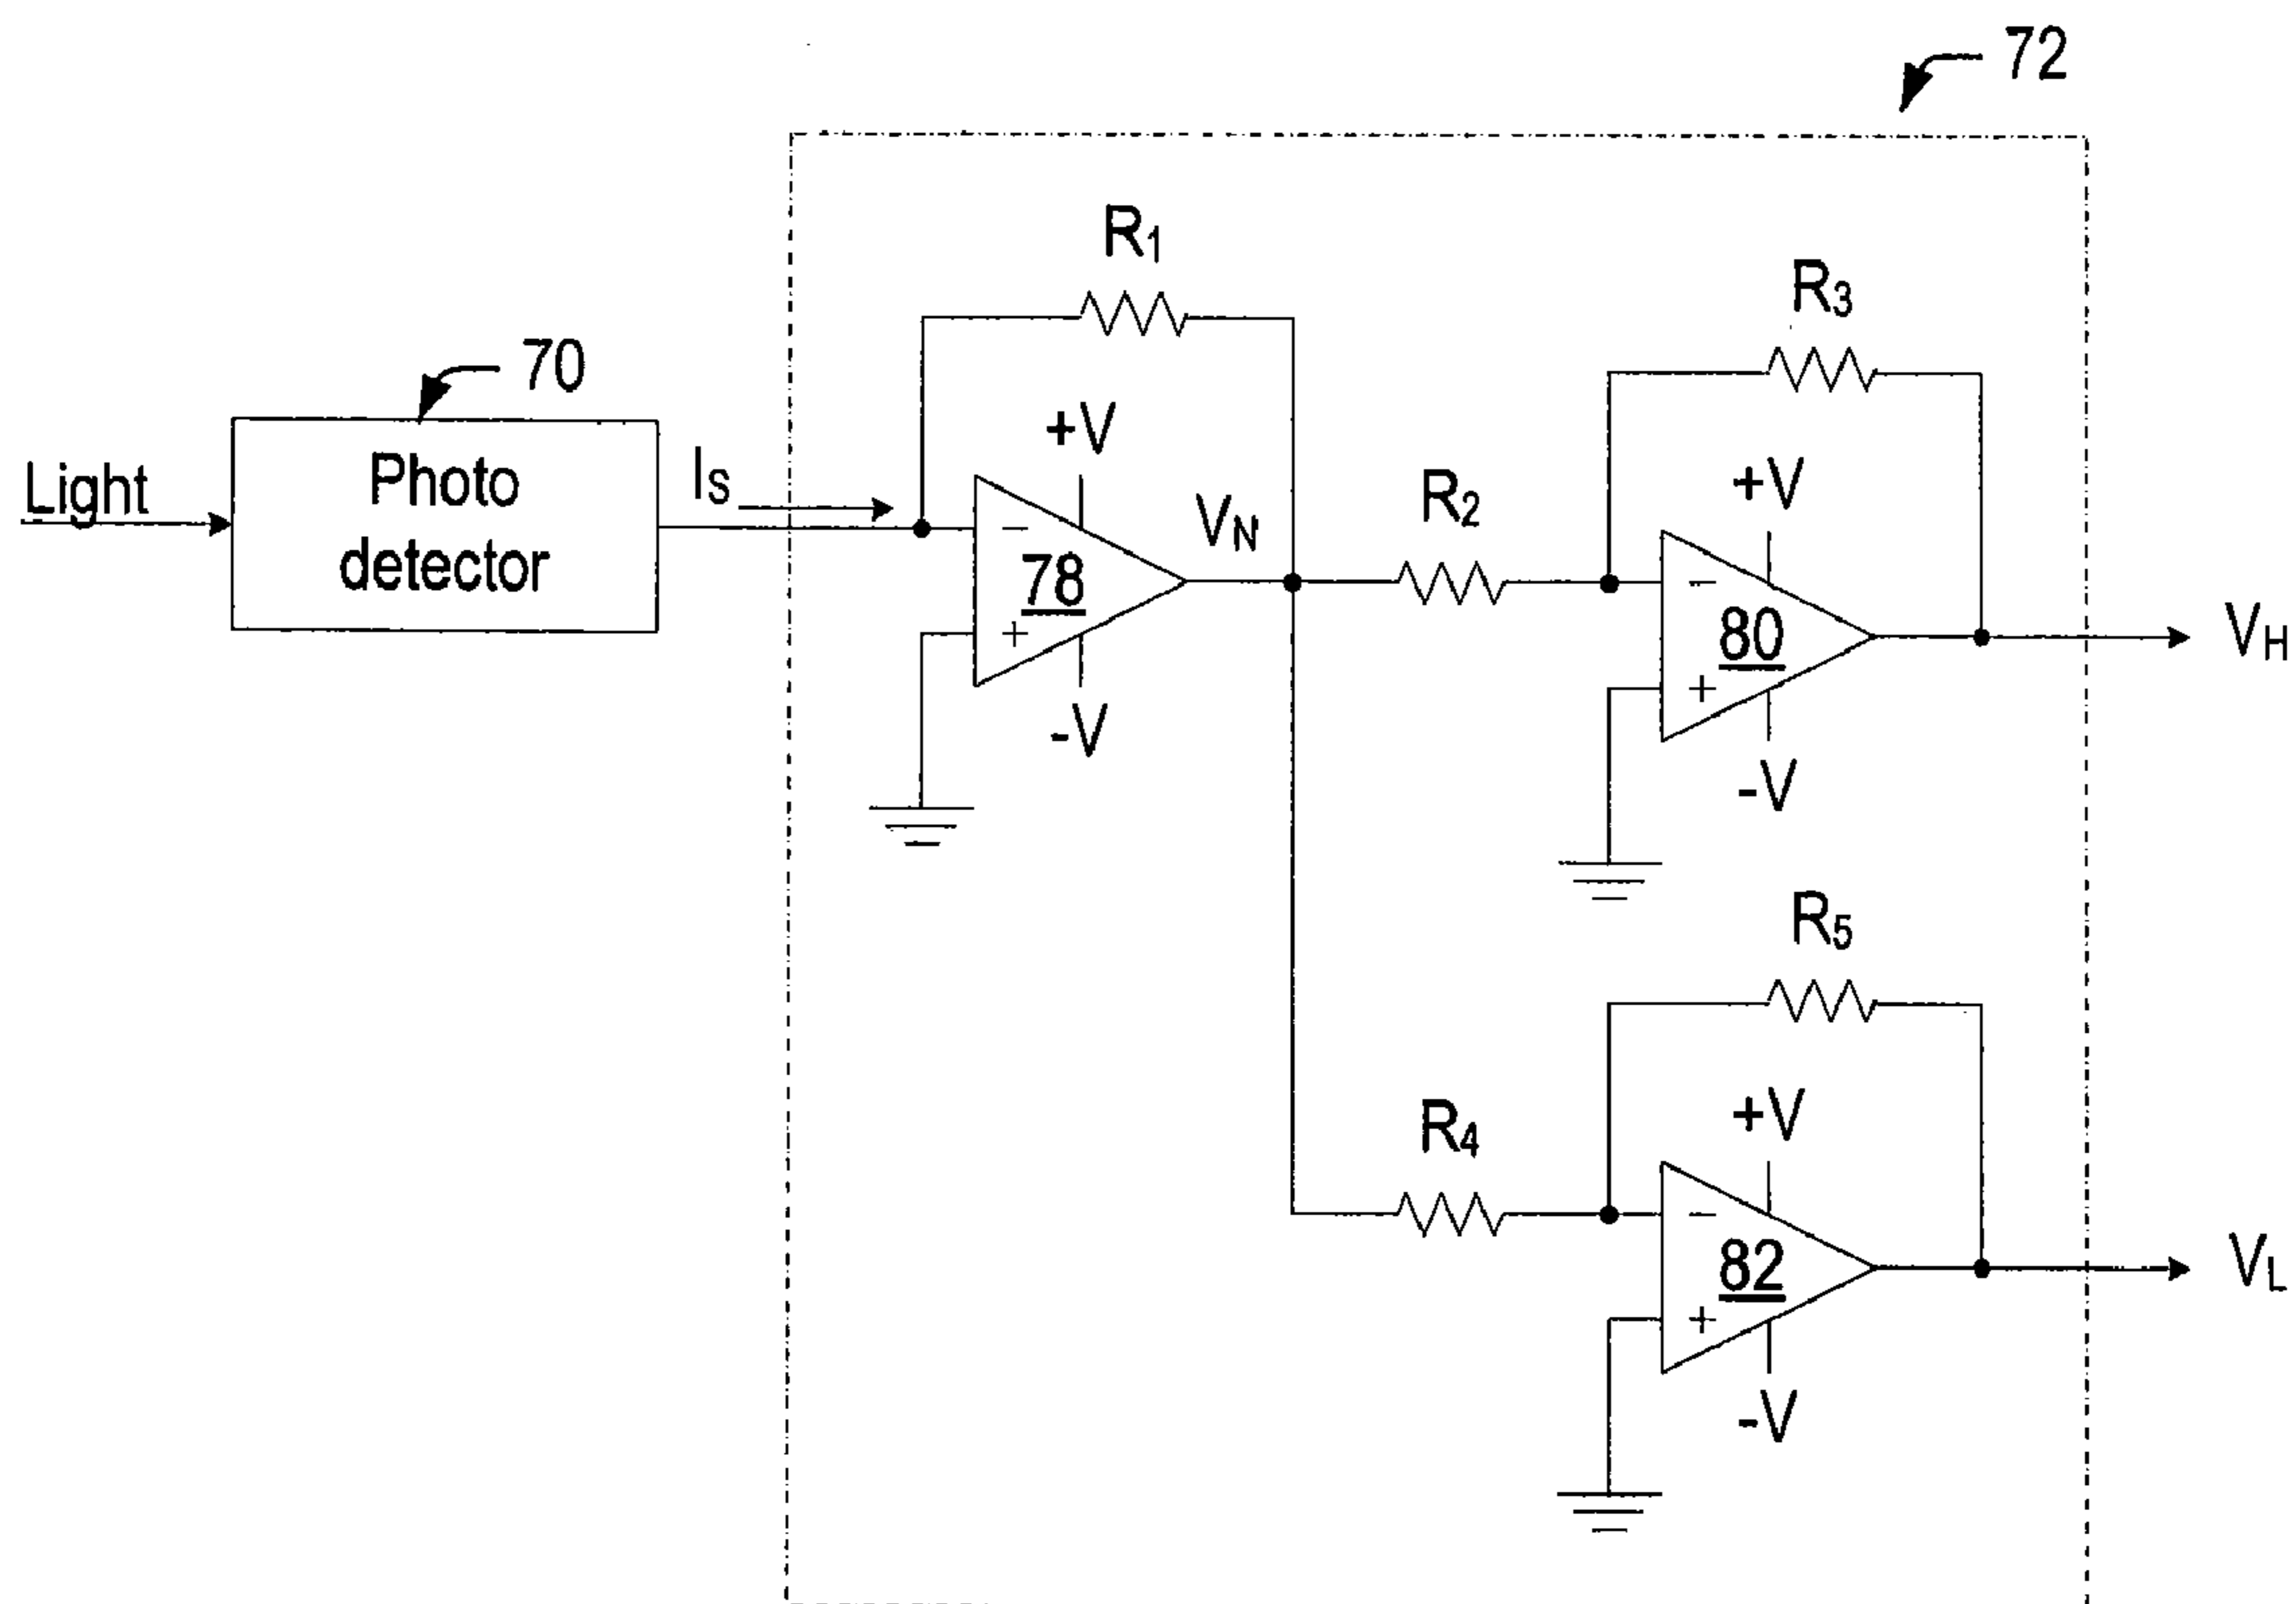 72
R1
R3
70
+V
Light
Photo
detector
IS
VN
R2
+V
−
78
+
-V
−
80
+
-V
VH
R5
R4
+V
−
82
+
-V
VL